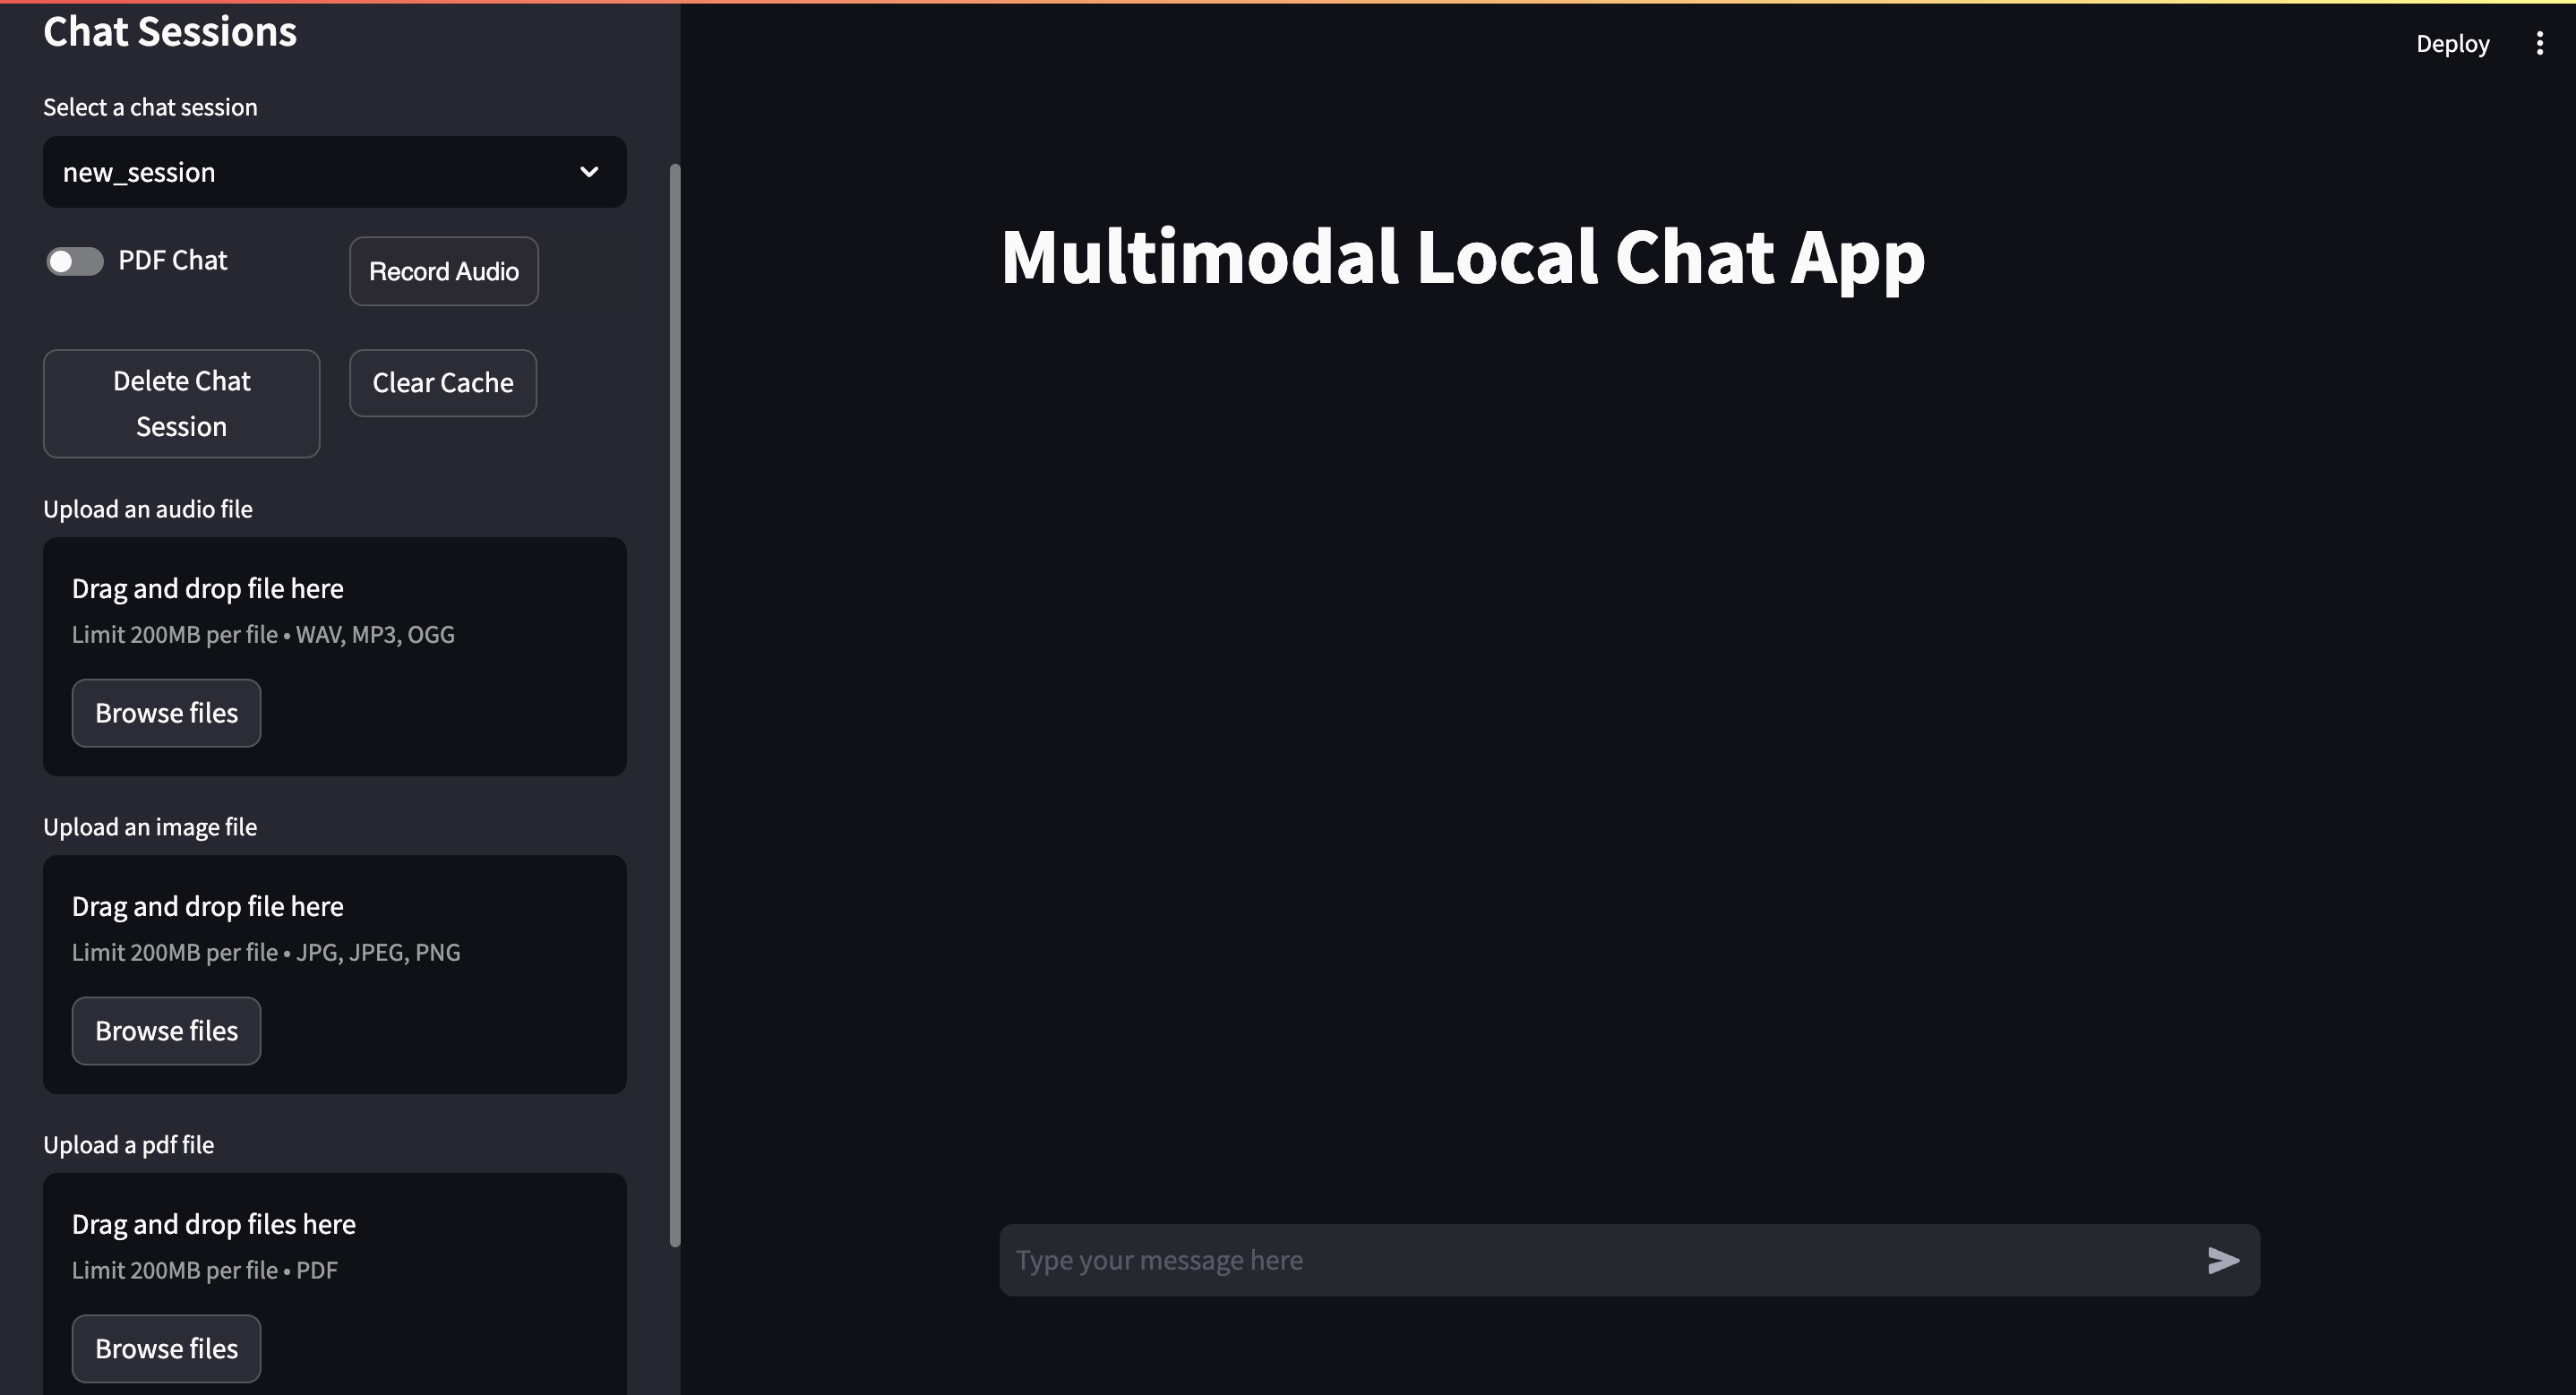 Chat Sessions
Select a chat session
new_session
PDF Chat
Record Audio
Delete Chat
Session
Clear Cache
Upload an audio file
Drag and drop file here
Limit 200MB per file • WAV, MP3, OGG
Browse files
Upload an image file
Drag and drop file here
Limit 200MB per file • JPG, JPEG, PNG
Browse files
Upload a pdf file
Drag and drop files here
Limit 200MB per file • PDF
Browse files
Deploy
Multimodal Local Chat App
Type your message here